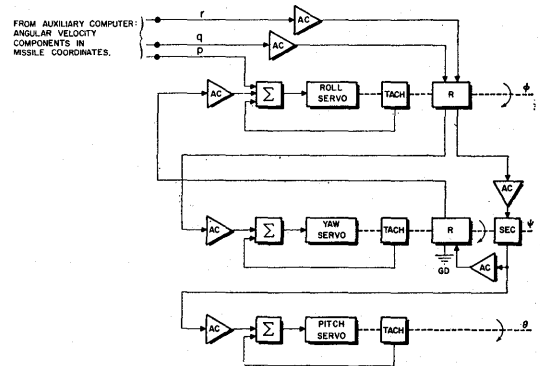 FROM AUXILIARY COMPUTER:
ANGULAR VELOCITY
COMPONENTS IN
MISSILE COORDINATES.
r
q
p
AC
AC
AC
Σ
ROLL
SERVO
TACH
R
φ
AC
AC
Σ
YAW
SERVO
TACH
R
SEC
ψ
GD
AC
AC
Σ
PITCH
SERVO
TACH
θ